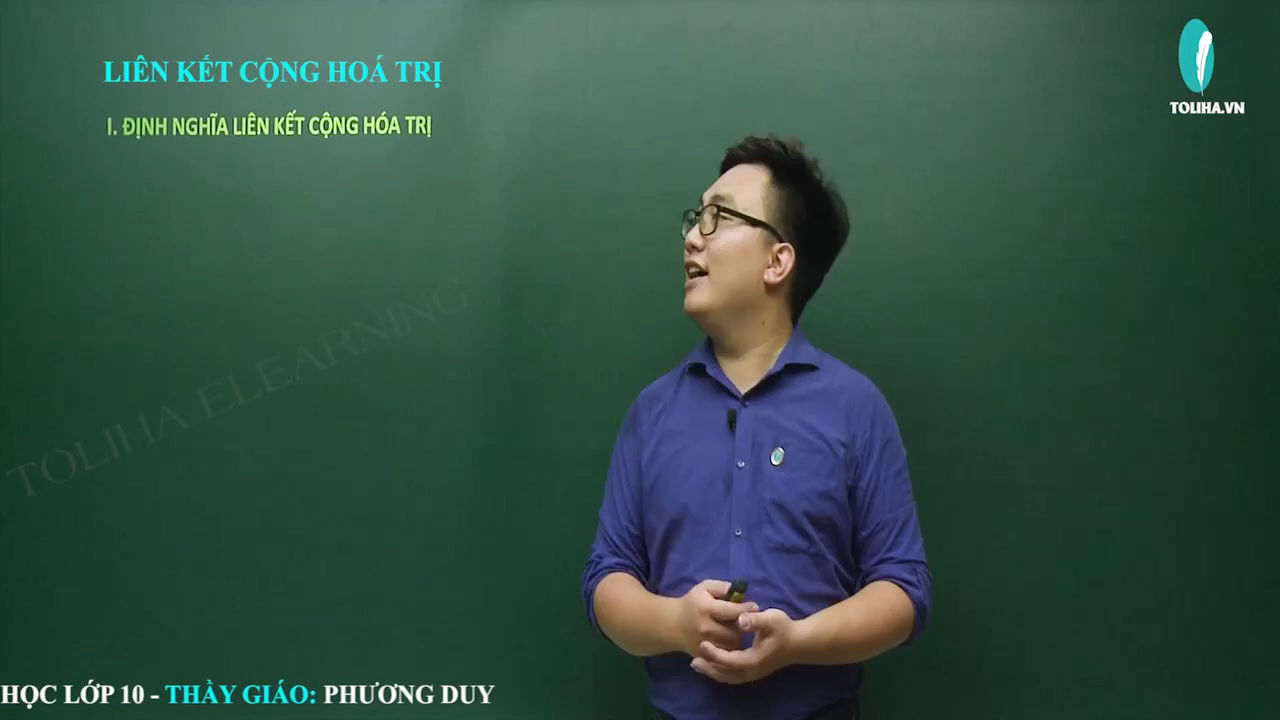 LIÊN KẾT CỘNG HOÁ TRỊ
I. ĐỊNH NGHĨA LIÊN KẾT CỘNG HÓA TRỊ
TOLIHA.VN
TOLIHA ELEARNING
HỌC LỚP 10 - THẦY GIÁO: PHƯƠNG DUY